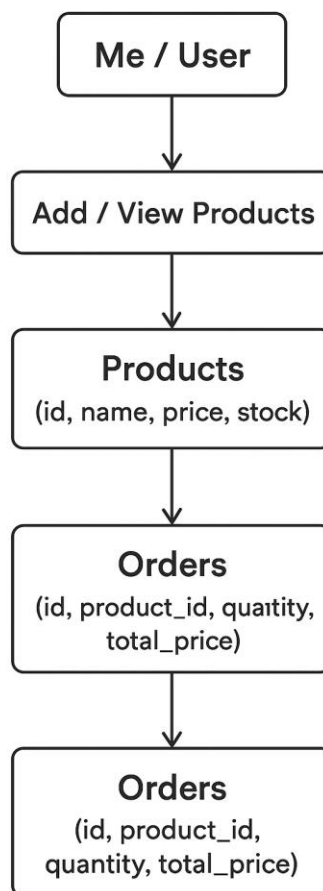 Me / User
Add / View Products
Products
(id, name, price, stock)
Orders
(id, product_id, quaıtity,
total_price)
Orders
(id, product_id,
quantity, total_price)